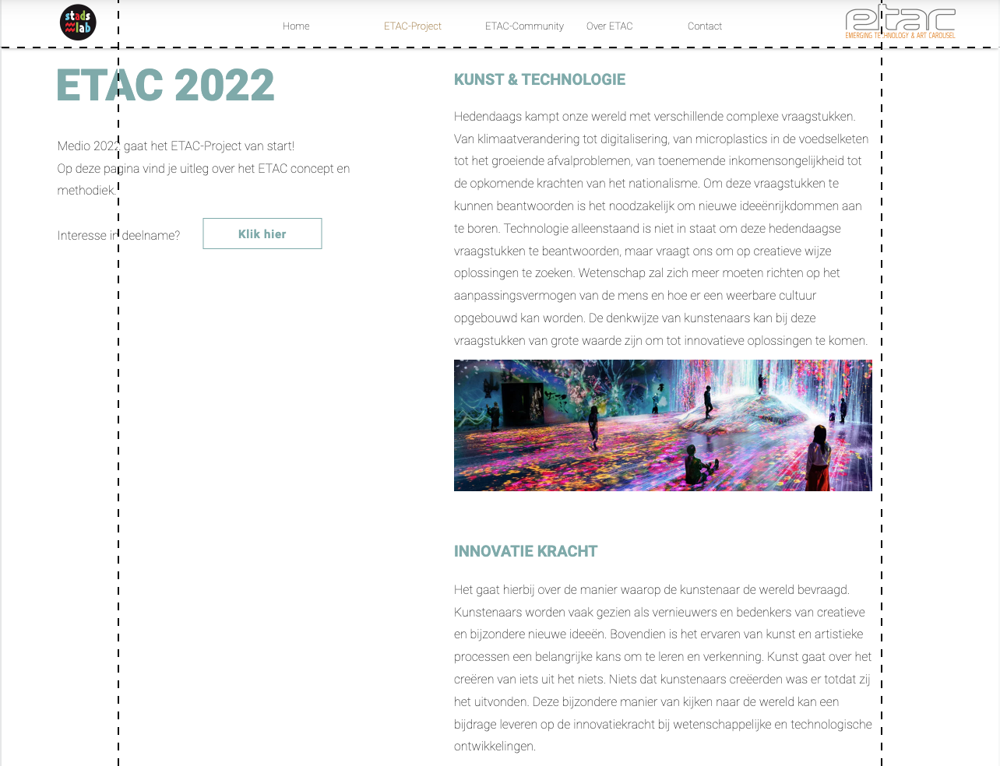 stads
lab
Home
ETAC-Project
ETAC-Community
Over ETAC
Contact
etac
EMERGING TECHNOLOGY & ART CAROUSEL
ETAC 2022
Medio 2022 gaat het ETAC-Project van start!
Op deze pagina vind je uitleg over het ETAC concept en
methodiek.
Interesse in deelname?
Klik hier
KUNST & TECHNOLOGIE
Hedendaags kampt onze wereld met verschillende complexe vraagstukken.
Van klimaatverandering tot digitalisering, van microplastics in de voedselketen
tot het groeiende afvalproblemen, van toenemende inkomensongelijkheid tot
de opkomende krachten van het nationalisme. Om deze vraagstukken te
kunnen beantwoorden is het noodzakelijk om nieuwe ideeënrijkdommen aan
te boren. Technologie alleenstaand is niet in staat om deze hedendaagse
vraagstukken te beantwoorden, maar vraagt ons om op creatieve wijze
oplossingen te zoeken. Wetenschap zal zich meer moeten richten op het
aanpassingsvermogen van de mens en hoe er een weerbare cultuur
opgebouwd kan worden. De denkwijze van kunstenaars kan bij deze
vraagstukken van grote waarde zijn om tot innovatieve oplossingen te komen.
INNOVATIE KRACHT
Het gaat hierbij over de manier waarop de kunstenaar de wereld bevraagd.
Kunstenaars worden vaak gezien als vernieuwers en bedenkers van creatieve
en bijzondere nieuwe ideeën. Bovendien is het ervaren van kunst en artistieke
processen een belangrijke kans om te leren en verkenning. Kunst gaat over het
creëren van iets uit het niets. Niets dat kunstenaars creëerden was er totdat zij
het uitvonden. Deze bijzondere manier van kijken naar de wereld kan een
bijdrage leveren op de innovatiekracht bij wetenschappelijke en technologische
ontwikkelingen.